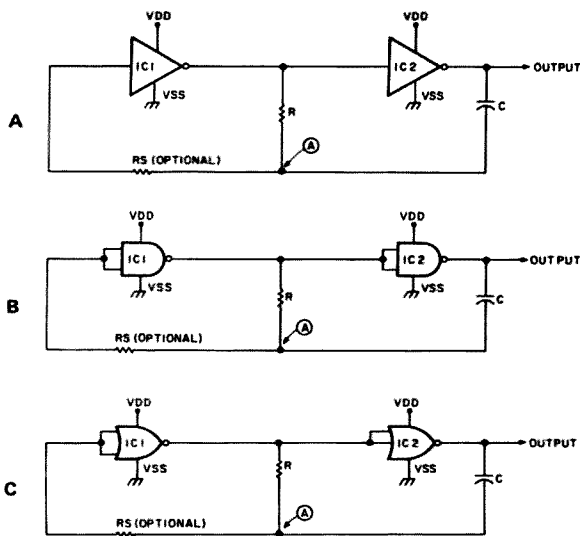 VDD VDD
IC1 IC2 OUTPUT
VSS VSS
R C
A
A
RS (OPTIONAL)
VDD VDD
IC1 IC2 OUTPUT
VSS VSS
R C
B
A
RS (OPTIONAL)
VDD VDD
IC1 IC2 OUTPUT
VSS VSS
R C
C
A
RS (OPTIONAL)